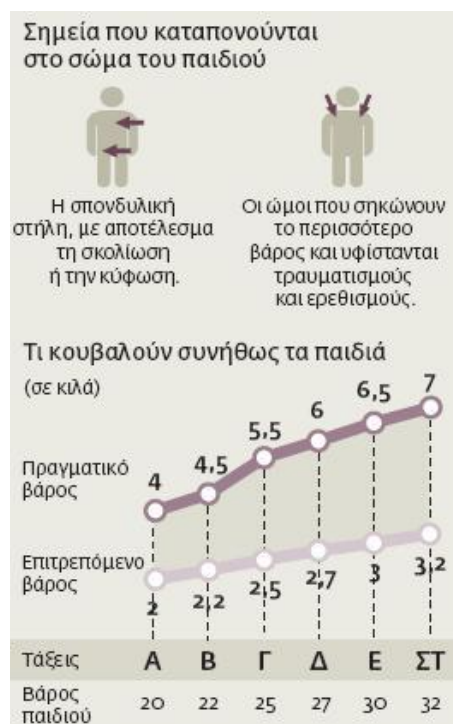 Σημεία που καταπονούνται
στο σώμα του παιδιού
Η σπονδυλική
στήλη, με αποτέλεσμα
τη σκολίωση
ή την κύφωση.
Οι ώμοι που σηκώνουν
το περισσότερο
βάρος και υφίστανται
τραυματισμούς
και ερεθισμούς.
Τι κουβαλούν συνήθως τα παιδιά
(σε κιλά)
Πραγματικό
βάρος
4 4,5 5,5 6 6,5 7
Επιτρεπόμενο
βάρος
2 2,2 2,5 2,7 3 3,2
Τάξεις Α Β Γ Δ Ε ΣΤ
Βάρος
παιδιού
20 22 25 27 30 32